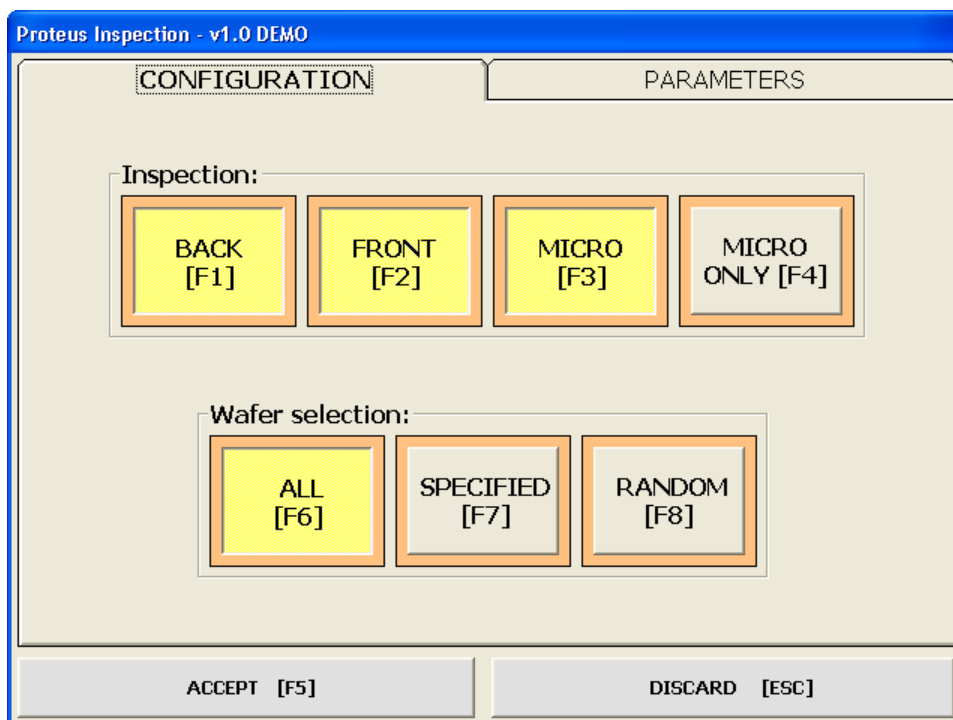 Proteus Inspection - v1.0 DEMO
CONFIGURATION
PARAMETERS
Inspection:
BACK
[F1]
FRONT
[F2]
MICRO
[F3]
MICRO
ONLY [F4]
Wafer selection:
ALL
[F6]
SPECIFIED
[F7]
RANDOM
[F8]
ACCEPT [F5]
DISCARD [ESC]